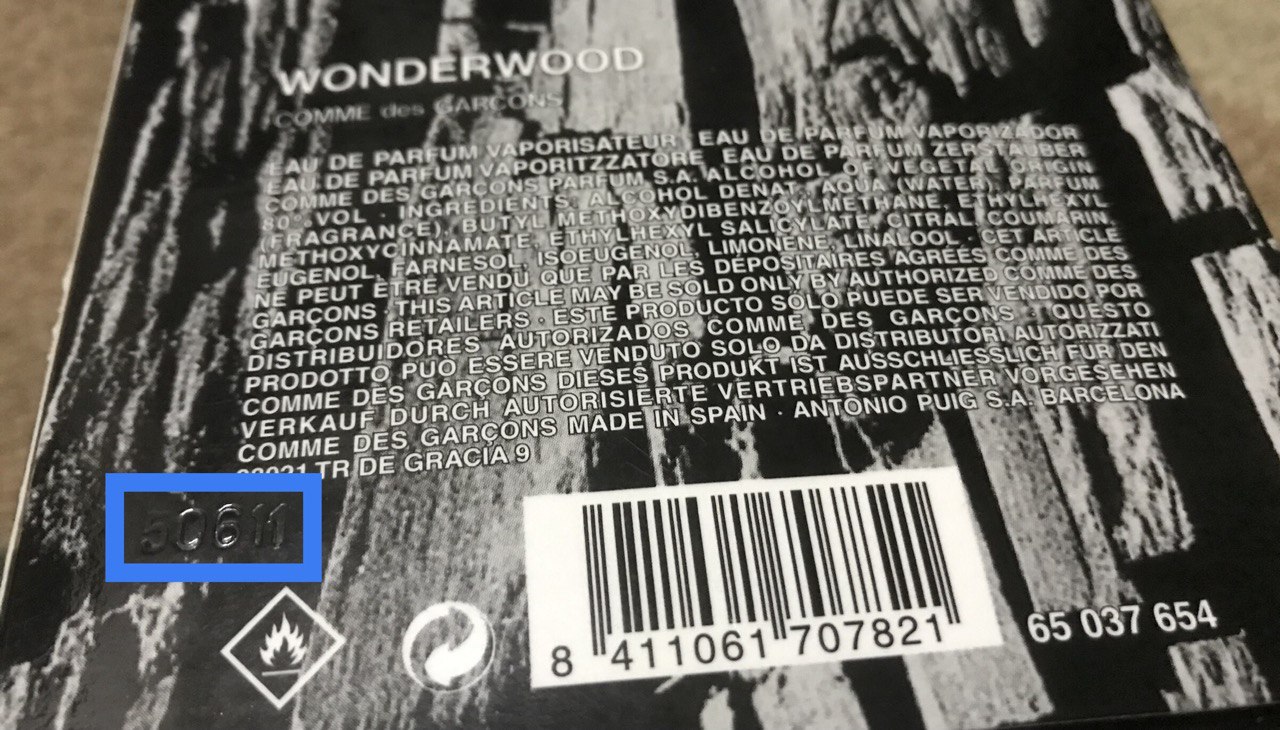 WONDERWOOD
COMME des GARÇONS
EAU DE PARFUM VAPORISATEUR · EAU DE PARFUM VAPORIZADOR
EAU DE PARFUM VAPORITZZATORE, EAU DE PARFUM ZERSTAUBER
COMME DES GARÇONS PARFUM S.A. ALCOHOL OF VEGETAL ORIGIN
80° VOL · INGREDIENTS: ALCOHOL DENAT., AQUA (WATER), PARFUM
(FRAGRANCE), BUTYL METHOXYDIBENZOYLMETHANE, ETHYLHEXYL
METHOXYCINNAMATE, ETHYLHEXYL SALICYLATE, CITRAL, COUMARIN,
EUGENOL, FARNESOL, ISOEUGENOL, LIMONENE, LINALOOL · CET ARTICLE
NE PEUT ÊTRE VENDU QUE PAR LES DÉPOSITAIRES AGRÉÉS COMME DES
GARÇONS · THIS ARTICLE MAY BE SOLD ONLY BY AUTHORIZED COMME DES
GARÇONS RETAILERS · ESTE PRODUCTO SÓLO PUEDE SER VENDIDO POR
DISTRIBUIDORES AUTORIZADOS COMME DES GARÇONS · QUESTO
PRODOTTO PUÒ ESSERE VENDUTO SOLO DA DISTRIBUTORI AUTORIZZATI
COMME DES GARÇONS DIESES PRODUKT IST AUSSCHLIESSLICH FÜR DEN
VERKAUF DURCH AUTORISIERTE VERTRIEBSPARTNER VORGESEHEN
COMME DES GARÇONS MADE IN SPAIN · ANTONIO PUIG S.A. BARCELONA
TR DE GRACIA 9
50611
8 411061 707821
65 037 654